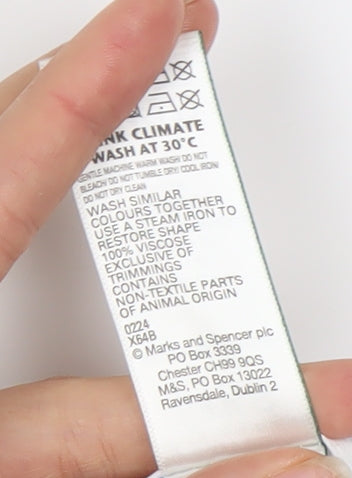 INK CLIMATE
WASH AT 30°C
GENTLE MACHINE WARM WASH/ DO NOT
BLEACH/ DO NOT TUMBLE DRY/ COOL IRON/
DO NOT DRY CLEAN
WASH SIMILAR
COLOURS TOGETHER
USE A STEAM IRON TO
RESTORE SHAPE
100% VISCOSE
EXCLUSIVE OF
TRIMMINGS
CONTAINS
NON-TEXTILE PARTS
OF ANIMAL ORIGIN
0224
X64B
© Marks and Spencer plc
PO Box 3339
Chester CH99 9QS
M&S, PO Box 13022
Ravensdale, Dublin 2